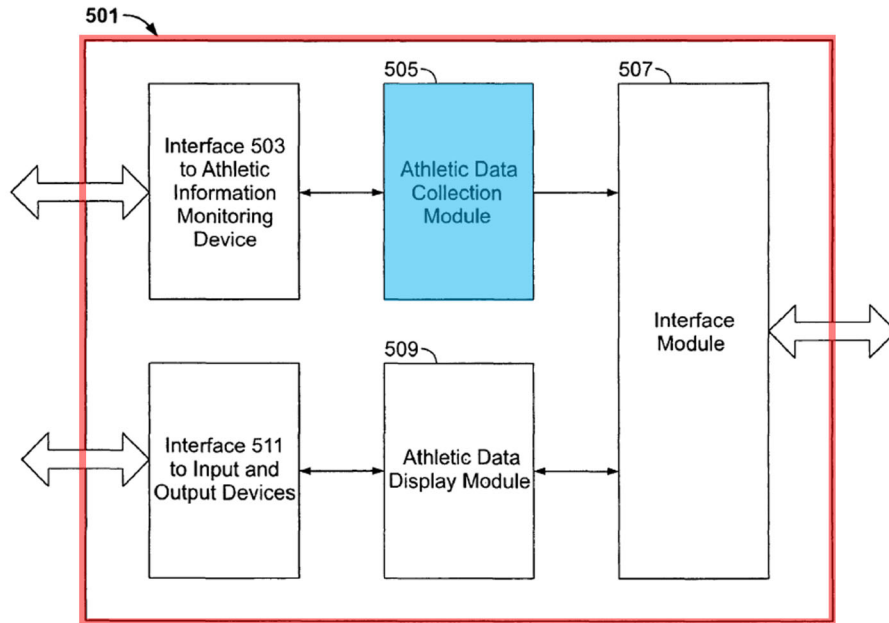 501
505
507
Interface 503
to Athletic
Information
Monitoring
Device
Athletic Data
Collection
Module
Interface
Module
509
Interface 511
to Input and
Output Devices
Athletic Data
Display Module